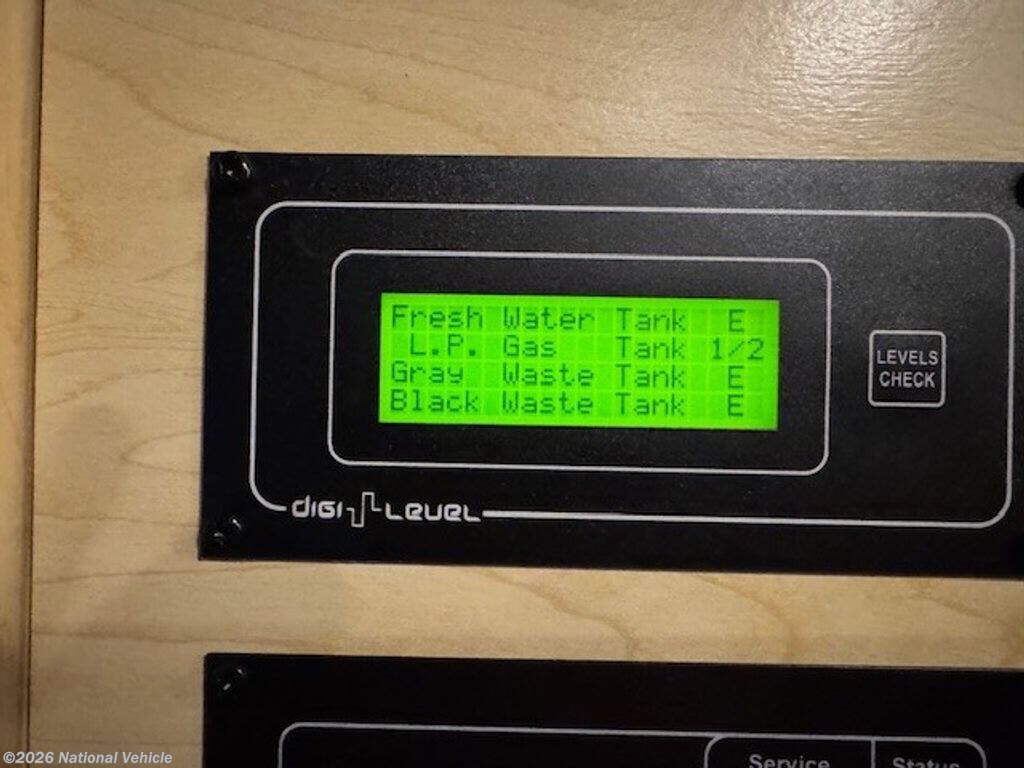 Fresh Water Tank E
L.P. Gas Tank 1/2
Gray Waste Tank E
Black Waste Tank E
LEVELS
CHECK
DIGI LEVEL
Service
Status
©2026 National Vehicle